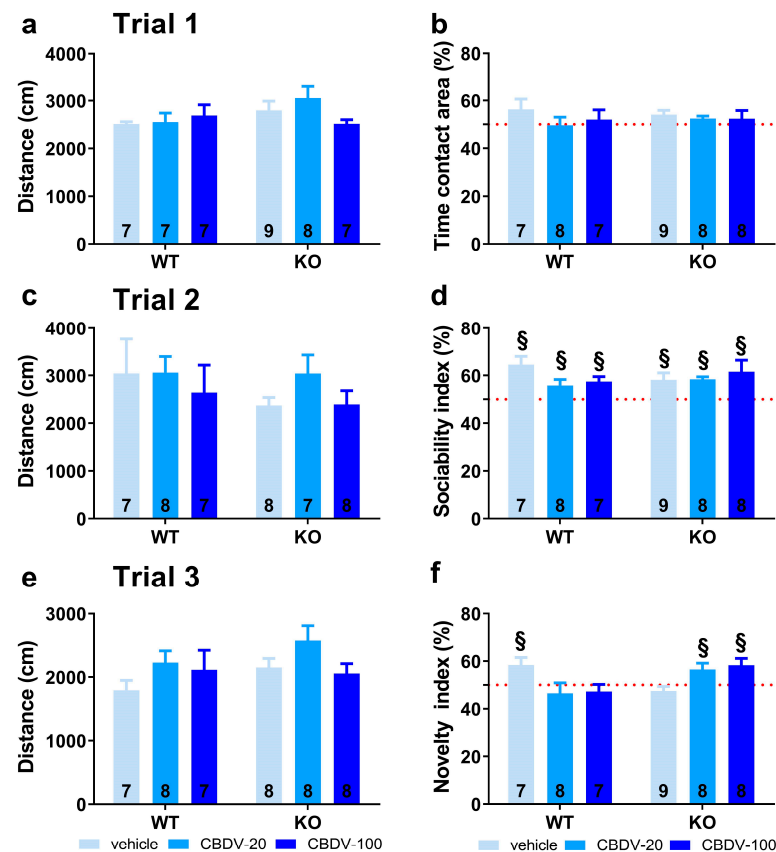 a Trial 1
Distance (cm)
4000
3000
2000
1000
0
7 7 7 9 8 7
WT KO
b
Time contact area (%)
80
60
40
20
0
7 8 7 9 8 8
WT KO
c Trial 2
Distance (cm)
4000
3000
2000
1000
0
7 8 7 8 7 8
WT KO
d
Sociability index (%)
80
60
40
20
0
§ § § § § §
7 8 7 9 8 8
WT KO
e Trial 3
Distance (cm)
3000
2000
1000
0
7 8 7 8 8 8
WT KO
vehicle CBDV-20 CBDV-100
f
Novelty index (%)
80
60
40
20
0
§ § §
7 8 7 9 8 8
WT KO
vehicle CBDV-20 CBDV-100